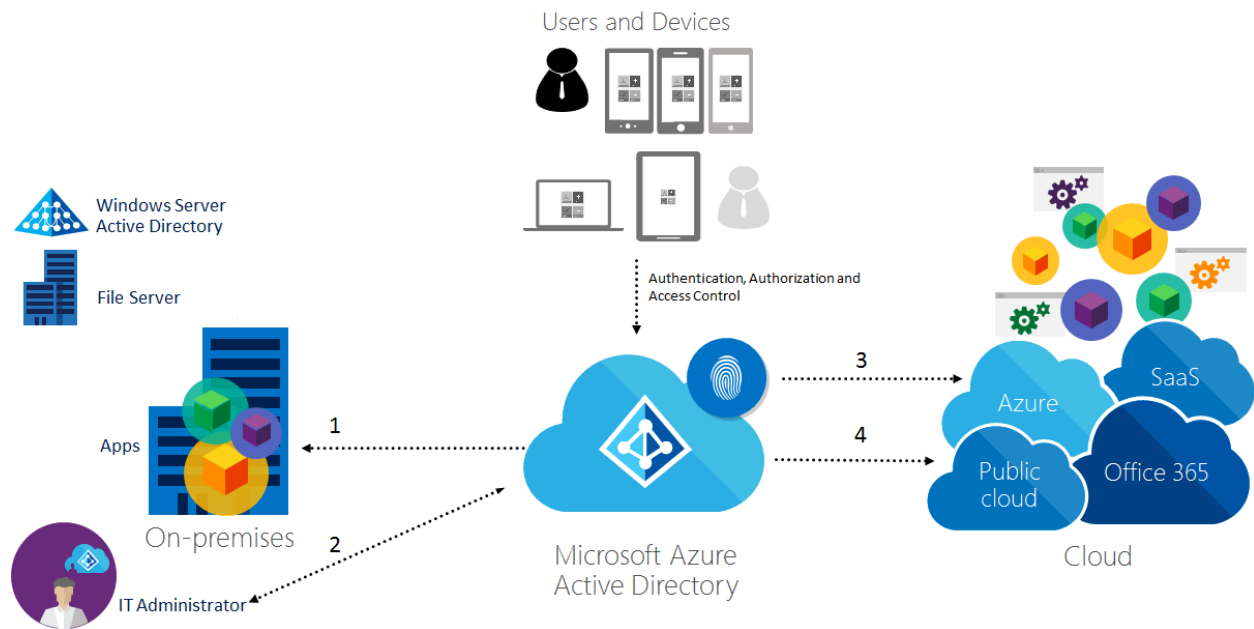 Users and Devices
Windows Server
Active Directory
File Server
Authentication, Authorization and
Access Control
3
SaaS
Azure
1
4
Apps
Public
cloud
Office 365
On-premises
2
Microsoft Azure
Active Directory
Cloud
IT Administrator